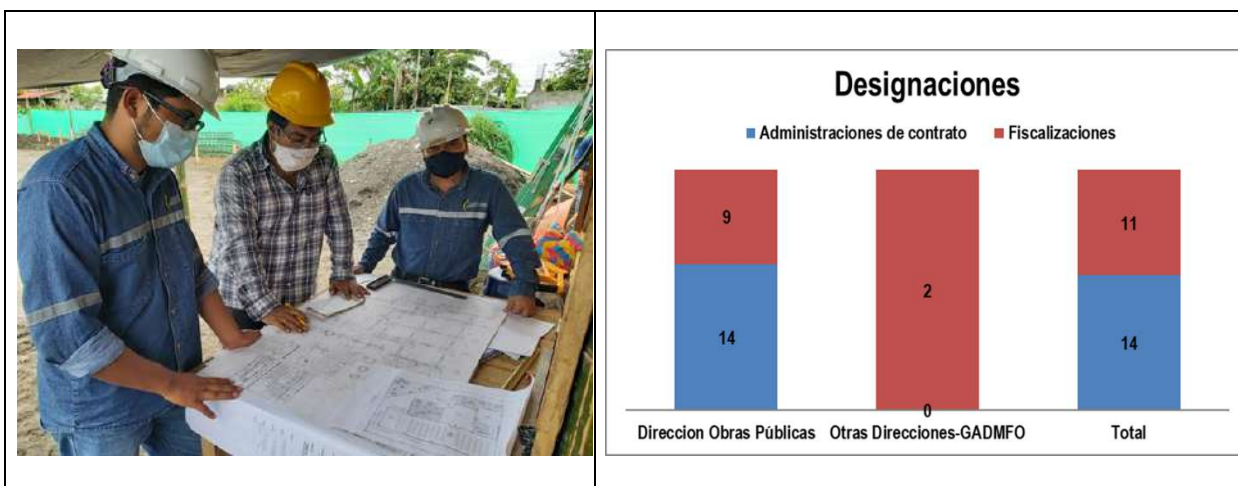 Designaciones
Administraciones de contrato Fiscalizaciones
9
2
11
14
0
14
Direccion Obras Públicas Otras Direcciones-GADMFO Total